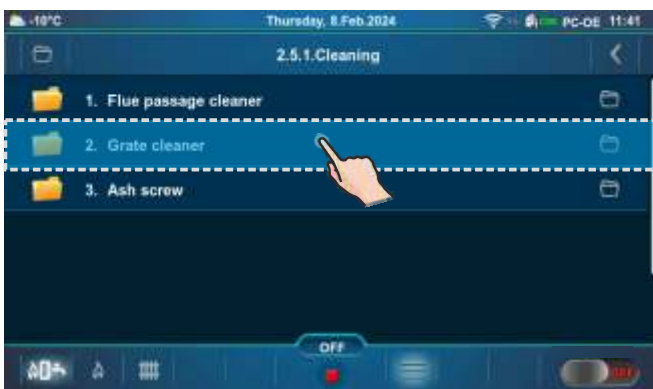 -10°C Thursday, 8.Feb.2024 PC-OE 11:41
2.5.1.Cleaning
1. Flue passage cleaner
2. Grate cleaner
3. Ash screw
OFF
OFF